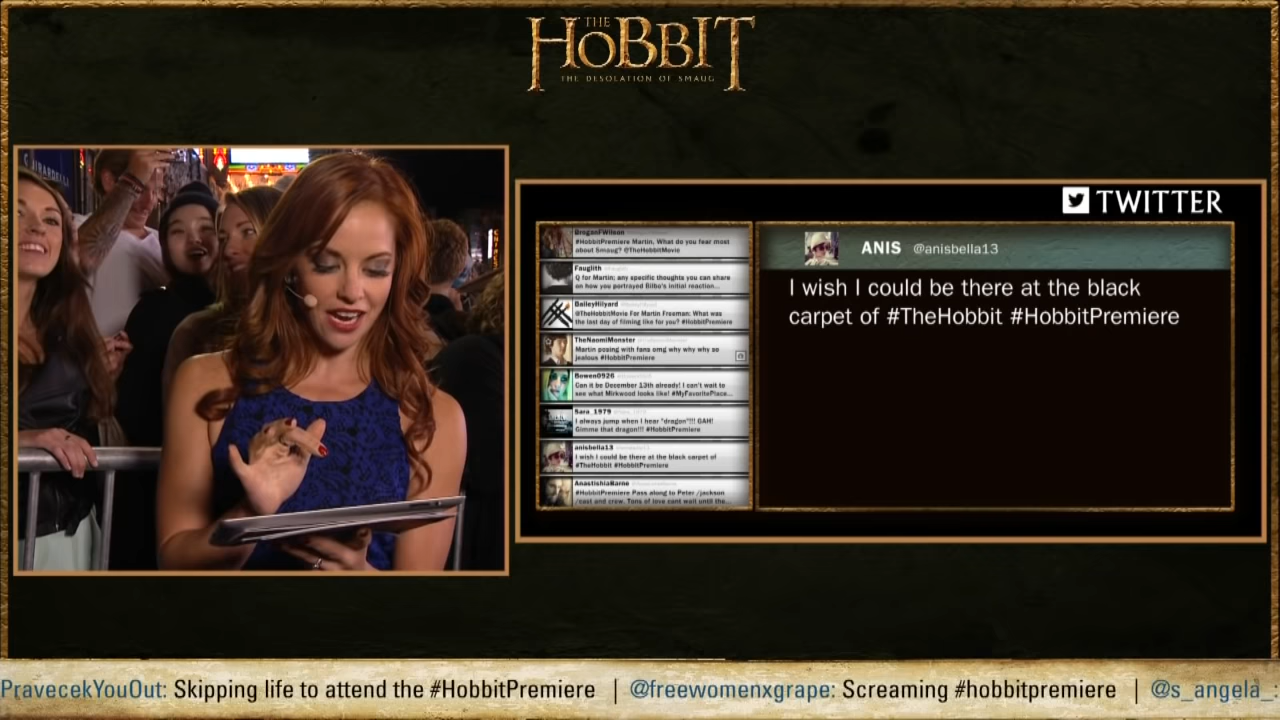 THE
HOBBIT
THE DESOLATION OF SMAUG
TWITTER
BroganFWilson
#HobbitPremiere Martin, What do you fear most
about Smaug? @TheHobbitMovie
Fauglith
Q for Martin: any specific thoughts you can share
on how you portrayed Bilbo's initial reaction...
BaileyHilyard
@TheHobbitMovie For Martin Freeman: What was
the last day of filming like for you? #HobbitPremiere
TheNaomiMonster
Martin posing with fans omg why why why so
jealous #HobbitPremiere
Bowen0926
Can it be December 13th already! I can't wait to
see what Mirkwood looks like! #MyFavoritePlace...
Sara_1979
I always jump when I hear "dragon"!!! GAH!
Gimme that dragon!!! #HobbitPremiere
anisbella13
I wish I could be there at the black carpet of
#TheHobbit #HobbitPremiere
AnastishiaBarne
#HobbitPremiere Pass along to Peter /jackson
/cast and crew. Tons of love cant wait until the...
ANIS @anisbella13
I wish I could be there at the black
carpet of #TheHobbit #HobbitPremiere
PravecekYouOut: Skipping life to attend the #HobbitPremiere | @freewomenxgrape: Screaming #hobbitpremiere | @s_angela_: